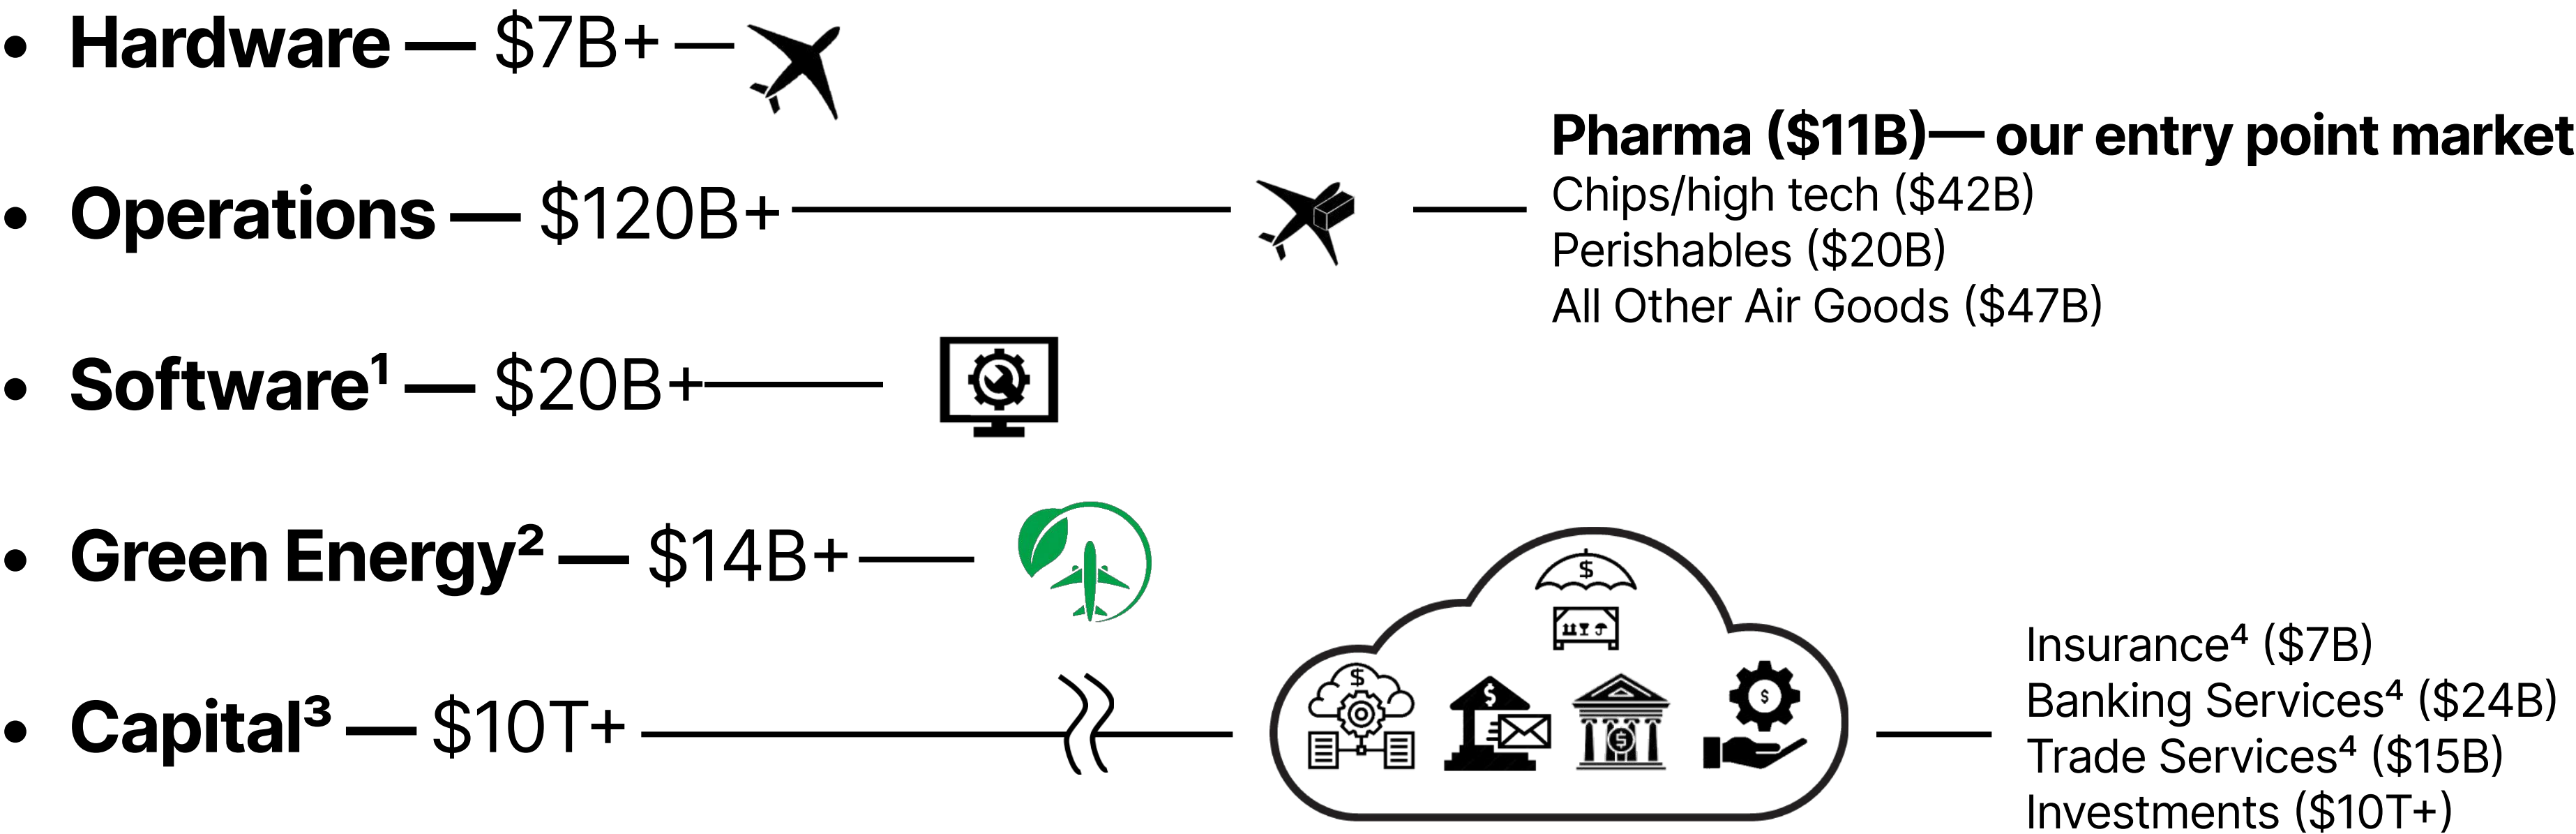 • Hardware — $7B+ —
Pharma ($11B)— our entry point market
• Operations — $120B+
Chips/high tech ($42B)
Perishables ($20B)
All Other Air Goods ($47B)
• Software¹ — $20B+
• Green Energy² — $14B+
$
$
$
$
$
$
• Capital³ — $10T+
Insurance⁴ ($7B)
Banking Services⁴ ($24B)
Trade Services⁴ ($15B)
Investments ($10T+)